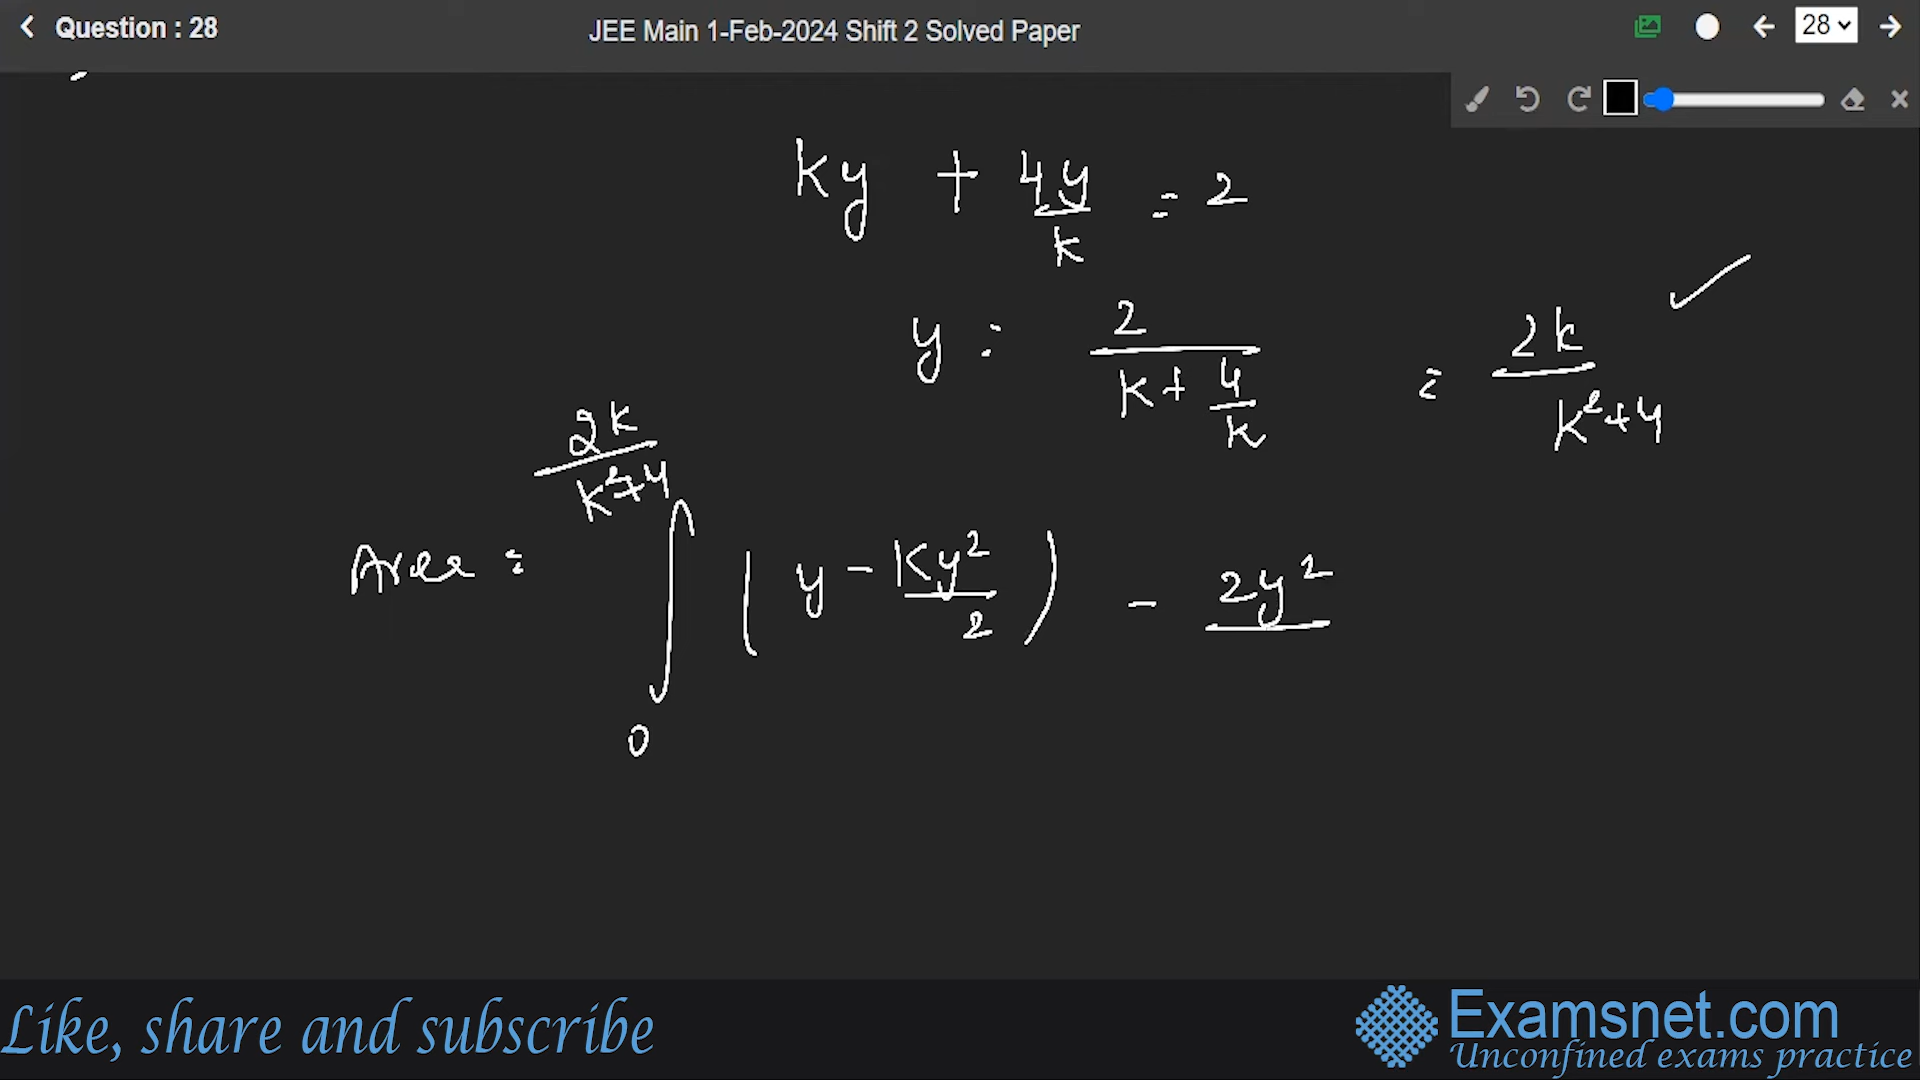 Question : 28
JEE Main 1-Feb-2024 Shift 2 Solved Paper
28
ky + 4y/k = 2
y = 2/(k + 4/k) = 2k/(k²+4) ✓
Area = ∫₀^(2k/(k²+4)) (y - ky²/2) - 2y²
Like, share and subscribe
Examsnet.com
Unconfined exams practice